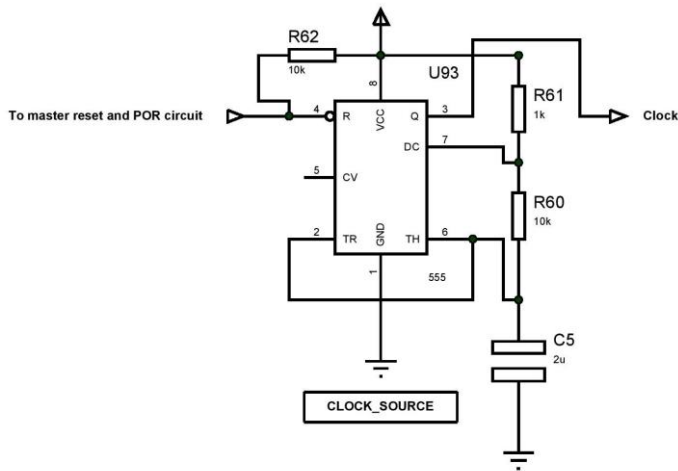 R62
10k
U93
8
R61
1k
To master reset and POR circuit
4
R
VCC
Q
3
Clock
DC
7
5
CV
R60
10k
2
TR
GND
TH
6
1
555
C5
2u
CLOCK_SOURCE